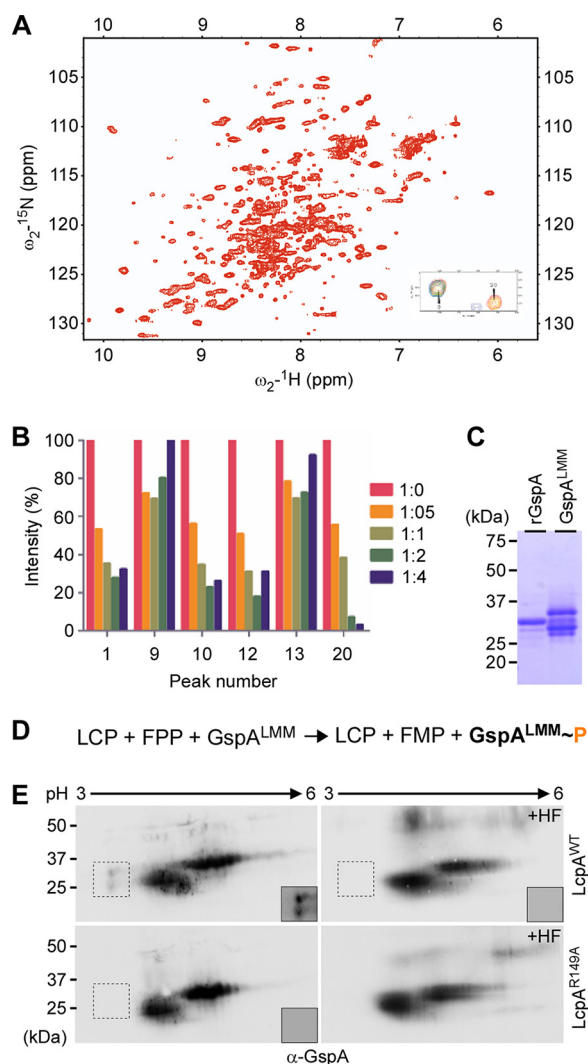 A
10 9 8 7 6
105 105
110 110
115 115
120 120
125 125
130 130
10 9 8 7 6
ω2-15N (ppm)
ω2-1H (ppm)
20
B
100
80
60
40
20
0
Intensity (%)
1 9 10 12 13 20
Peak number
1:0
1:05
1:1
1:2
1:4
C
rGspA
GspALMM
(kDa)
75
50
37
25
20
D LCP + FPP + GspALMM → LCP + FMP + GspALMM~P
E pH 3 6 3 6
50
37
25
+HF
LcpAWT
50
37
25
+HF
LcpAR149A
(kDa)
α-GspA